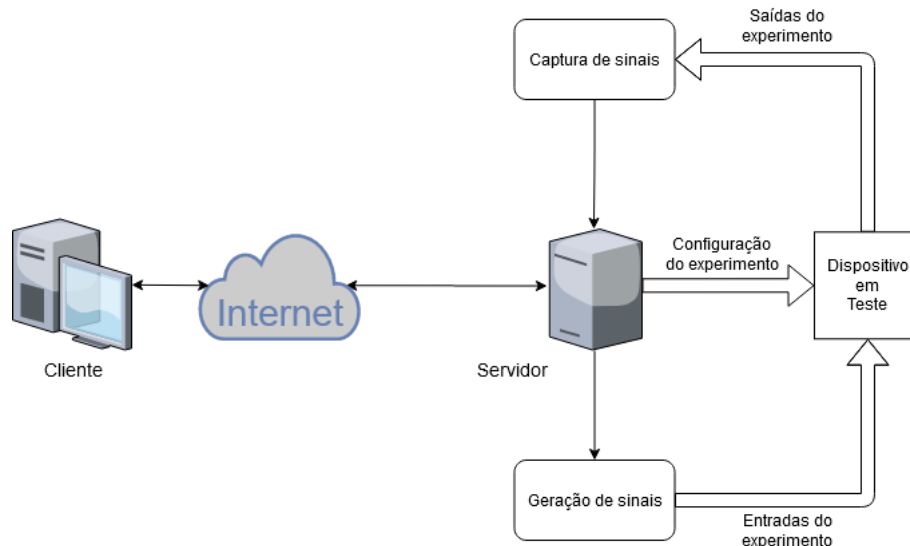 Saídas do
experimento
Captura de sinais
Configuração
do experimento
Dispositivo
em
Teste
Internet
Cliente
Servidor
Geração de sinais
Entradas do
experimento